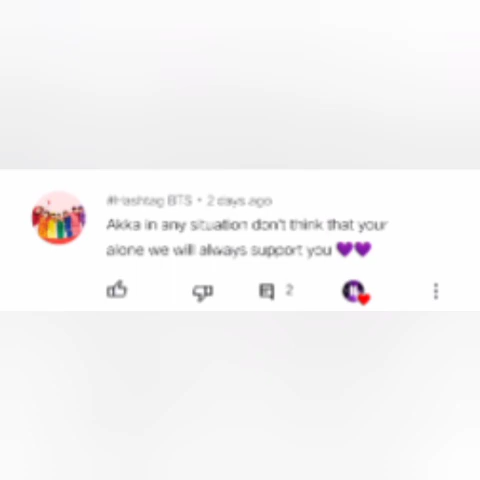 #Hashtag BTS • 2 days ago
Akka in any situation don't think that your
alone we will always support you 💜💜
2